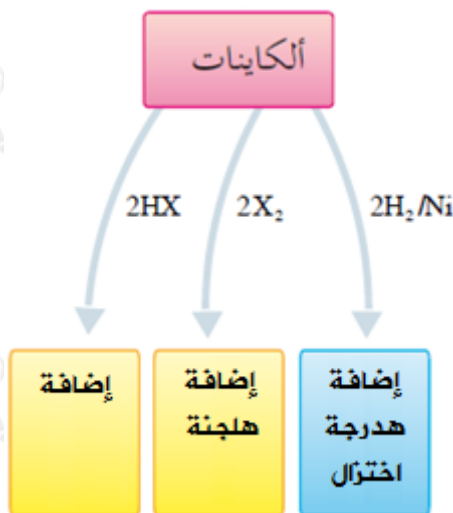 ألكاينات
2H₂/Ni
2X₂
2HX
إضافة
هدرجة
اختزال
إضافة
هلجنة
إضافة